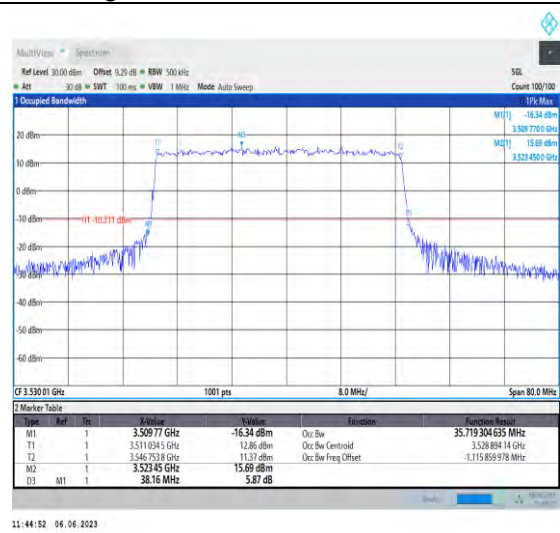 MultiView Spectrum
Ref Level 30.00 dBm Offset 9.29 dB RBW 500 kHz SGL
Att 30 dB SWT 100 ms VBW 1 MHz Mode Auto Sweep Count 100/100
1 Occupied Bandwidth 1Pk Max
M1[1] -16.34 dBm
3.509 7700 GHz
20 dBm M2[1] 15.69 dBm
3.523 4500 GHz
T1 M2 T2
10 dBm
0 dBm
-10 dBm H1 -10.311 dBm
M1 D3
-20 dBm
-40 dBm
-50 dBm
-60 dBm
CF 3.530 01 GHz 1001 pts 8.0 MHz/ Span 80.0 MHz
2 Marker Table
Type Ref Trc X-Value Y-Value Function Function Result
M1 1 3.509 77 GHz -16.34 dBm Occ Bw 35.719 304 635 MHz
T1 1 3.511 034 5 GHz 12.86 dBm Occ Bw Centroid 3.528 894 14 GHz
T2 1 3.546 753 8 GHz 11.37 dBm Occ Bw Freq Offset -1.115 859 978 MHz
M2 1 3.523 45 GHz 15.69 dBm
D3 M1 1 38.16 MHz 5.87 dB
11:44:52 06.06.2023